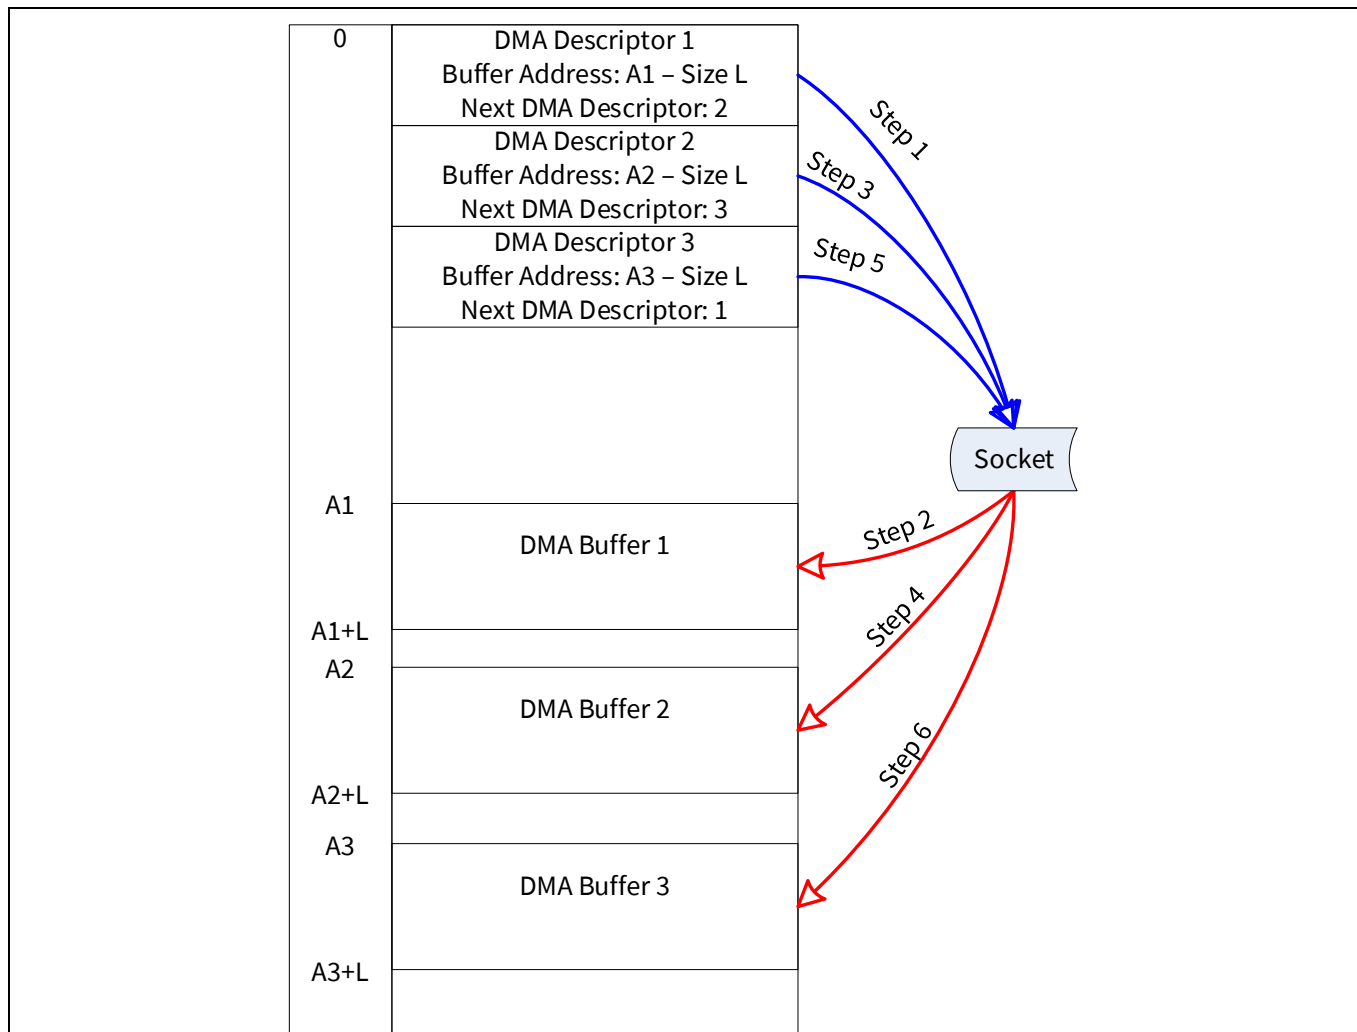 0
DMA Descriptor 1
Buffer Address: A1 – Size L
Next DMA Descriptor: 2
DMA Descriptor 2
Buffer Address: A2 – Size L
Next DMA Descriptor: 3
DMA Descriptor 3
Buffer Address: A3 – Size L
Next DMA Descriptor: 1
Step 1
Step 3
Step 5
Socket
A1
DMA Buffer 1
A1+L
Step 2
A2
DMA Buffer 2
A2+L
Step 4
A3
DMA Buffer 3
A3+L
Step 6